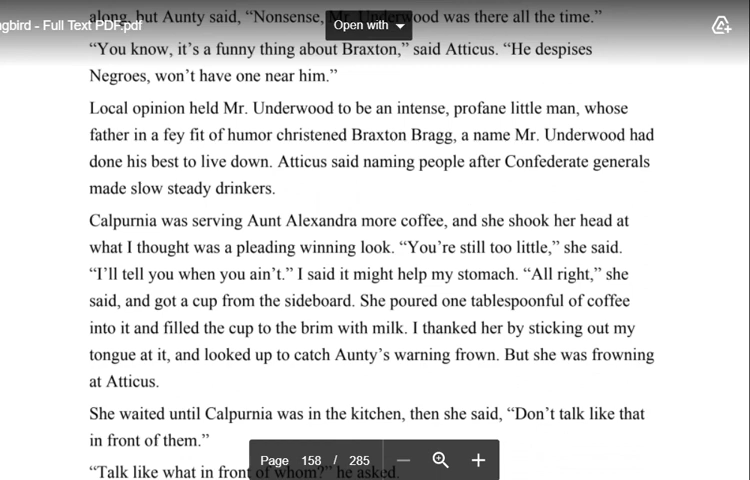 ngbird - Full Text PDF.pdf
Open with
along, but Aunty said, “Nonsense, Mr. Underwood was there all the time.”
“You know, it’s a funny thing about Braxton,” said Atticus. “He despises
Negroes, won’t have one near him.”
Local opinion held Mr. Underwood to be an intense, profane little man, whose
father in a fey fit of humor christened Braxton Bragg, a name Mr. Underwood had
done his best to live down. Atticus said naming people after Confederate generals
made slow steady drinkers.
Calpurnia was serving Aunt Alexandra more coffee, and she shook her head at
what I thought was a pleading winning look. “You’re still too little,” she said.
“I’ll tell you when you ain’t.” I said it might help my stomach. “All right,” she
said, and got a cup from the sideboard. She poured one tablespoonful of coffee
into it and filled the cup to the brim with milk. I thanked her by sticking out my
tongue at it, and looked up to catch Aunty’s warning frown. But she was frowning
at Atticus.
She waited until Calpurnia was in the kitchen, then she said, “Don’t talk like that
in front of them.”
Page 158 / 285
“Talk like what in front of whom?” he asked.